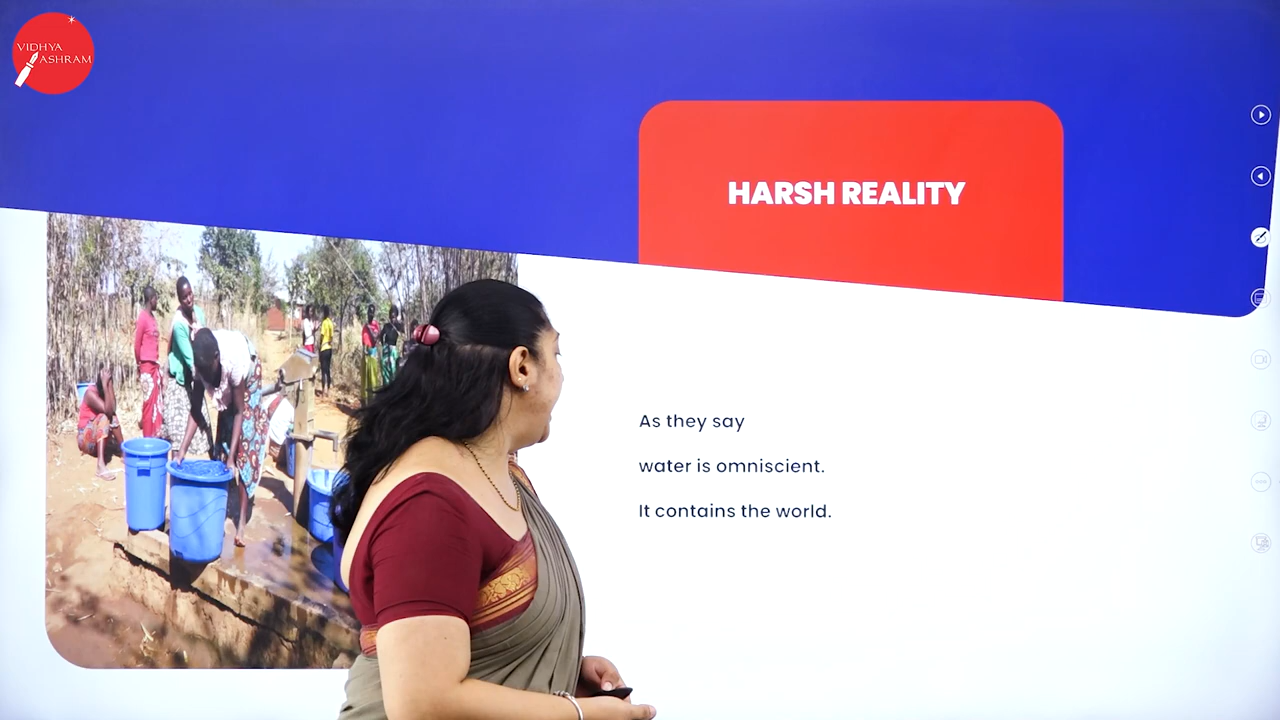 VIDHYA
ASHRAM
HARSH REALITY
As they say
water is omniscient.
It contains the world.